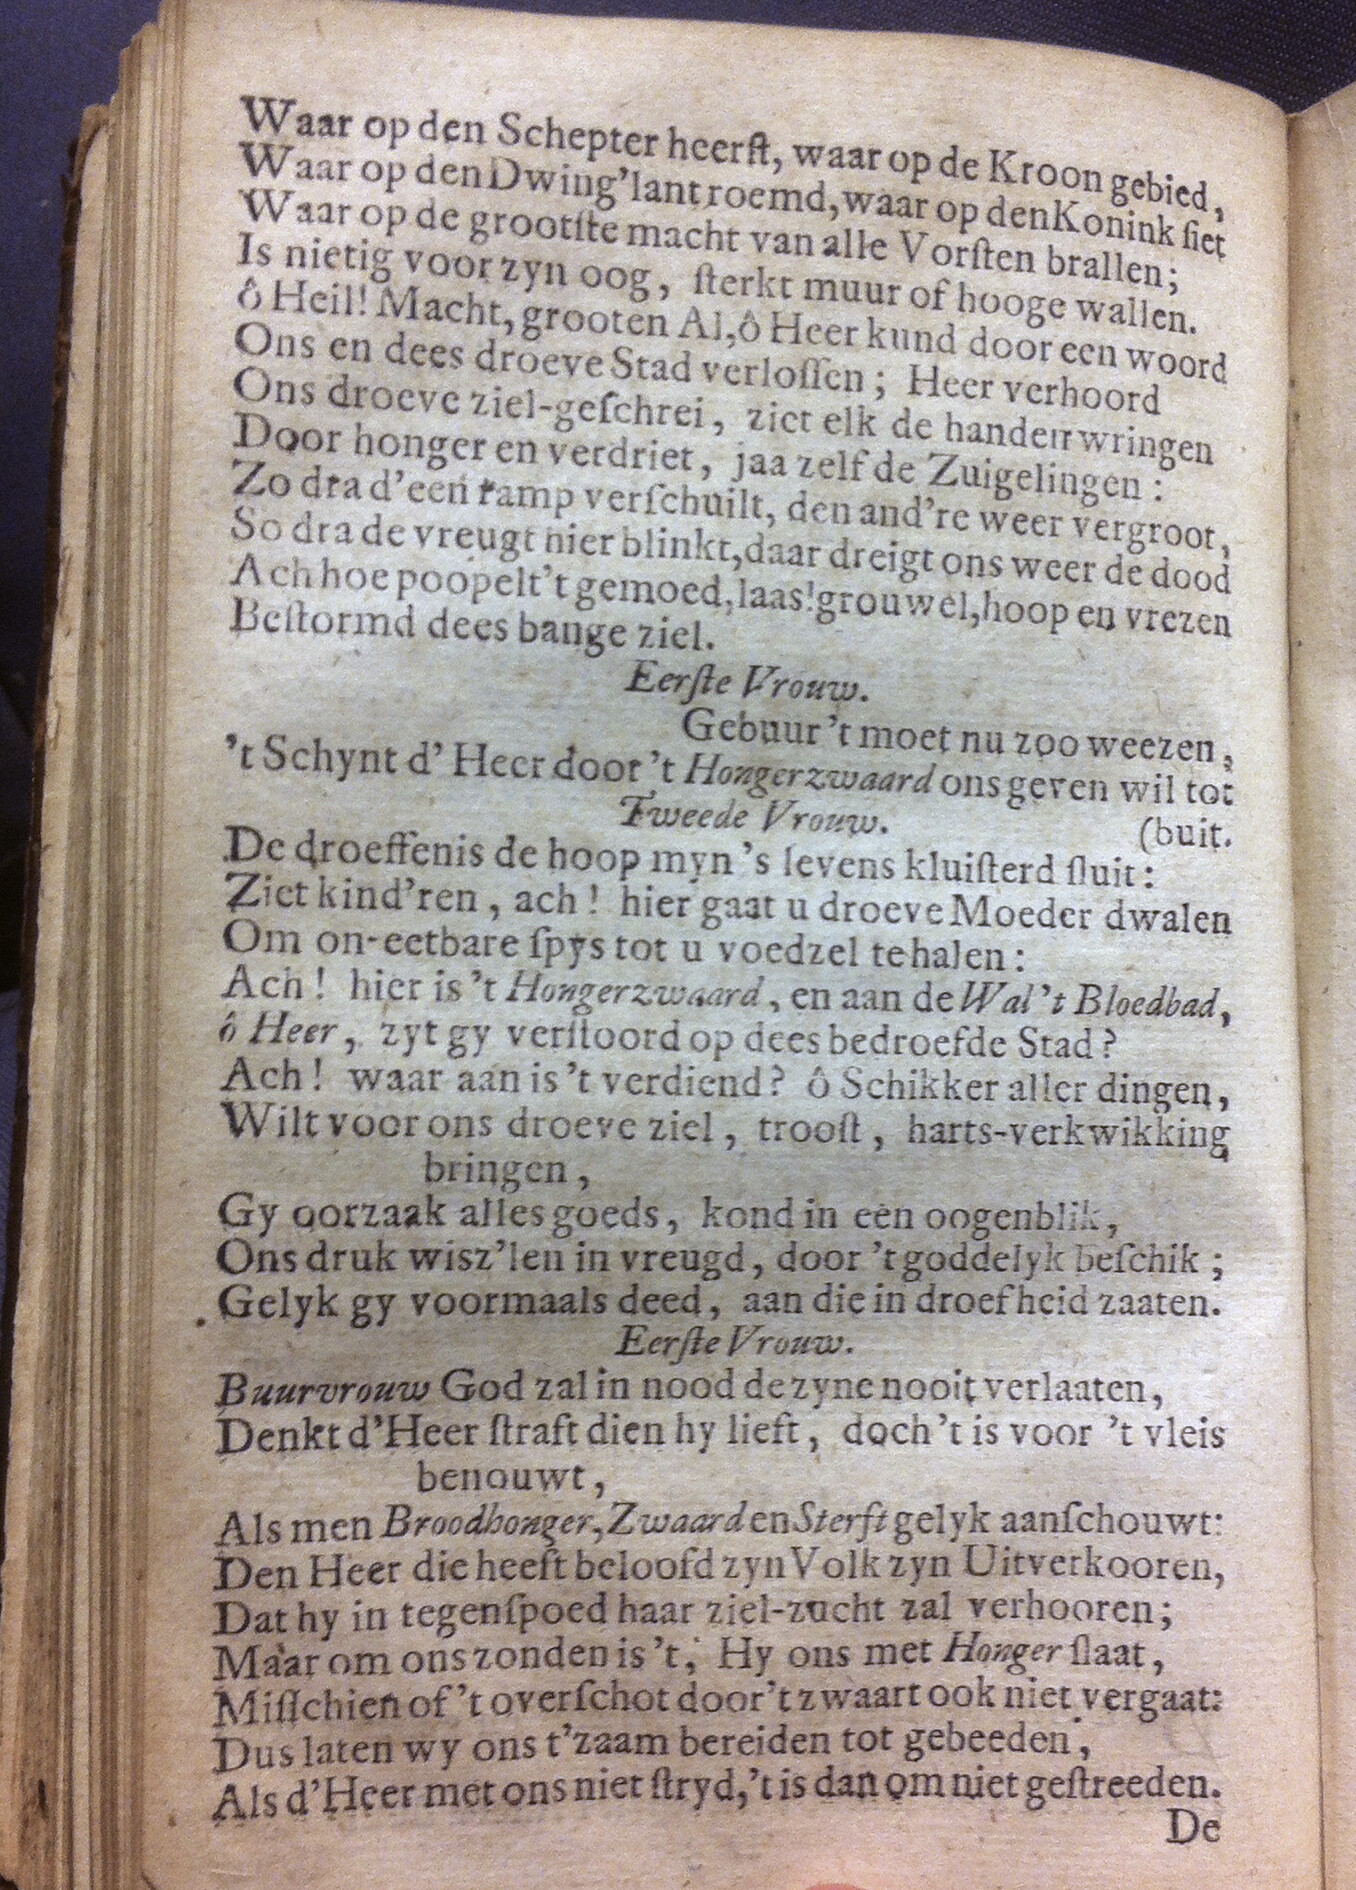 Waar op den Schepter heerſt, waar op de Kroon gebied,
Waar op den Dwing'lant roemd, waar op den Konink ſiet
Waar op de grootſte macht van alle Vorſten brallen;
Is nietig voor zyn oog, ſterkt muur of hooge wallen.
ô Heil! Macht, grooten Al, ô Heer kund door een woord
Ons en dees droeve Stad verloſſen; Heer verhoord
Ons droeve ziel-geſchrei, ziet elk de handen wringen
Door honger en verdriet, jaa zelf de Zuigelingen:
Zo dra d'een ramp verſchuilt, den and're weer vergroot,
So dra de vreugt hier blinkt, daar dreigt ons weer de dood
Ach hoe poopelt't gemoed, laas! grouwel, hoop en vrezen
Beſtormd dees bange ziel.
Eerſte Vrouw.
Gebuur 't moet nu zoo weezen,
't Schynt d' Heer door 't Hongerzwaard ons geven wil tot
Tweede Vrouw. (buit.
De droeffenis de hoop myn 's levens kluiſterd ſluit:
Ziet kind'ren, ach! hier gaat u droeve Moeder dwalen
Om on-eetbare ſpys tot u voedzel te halen:
Ach! hier is 't Hongerzwaard, en aan de Wal 't Bloedbad,
ô Heer, zyt gy verſtoord op dees bedroefde Stad?
Ach! waar aan is 't verdiend? ô Schikker aller dingen,
Wilt voor ons droeve ziel, trooſt, harts-verkwikking
bringen,
Gy oorzaak alles goeds, kond in een oogenblik,
Ons druk wisz'len in vreugd, door 't goddelyk beſchik;
Gelyk gy voormaals deed, aan die in droefheid zaaten.
Eerſte Vrouw.
Buurvrouw God zal in nood de zyne nooit verlaaten,
Denkt d'Heer ſtraft dien hy lieft, doch 't is voor 't vleis
benouwt,
Als men Broodhonger, Zwaard en Sterft gelyk aanſchouwt:
Den Heer die heeft beloofd zyn Volk zyn Uitverkooren,
Dat hy in tegenſpoed haar ziel-zucht zal verhooren;
Maar om ons zonden is 't, Hy ons met Honger ſlaat,
Miſſchien of 't overſchot door't zwaart ook niet vergaat:
Dus laten wy ons t'zaam bereiden tot gebeeden,
Als d'Heer met ons niet ſtryd, 't is dan om niet geſtreeden.
De